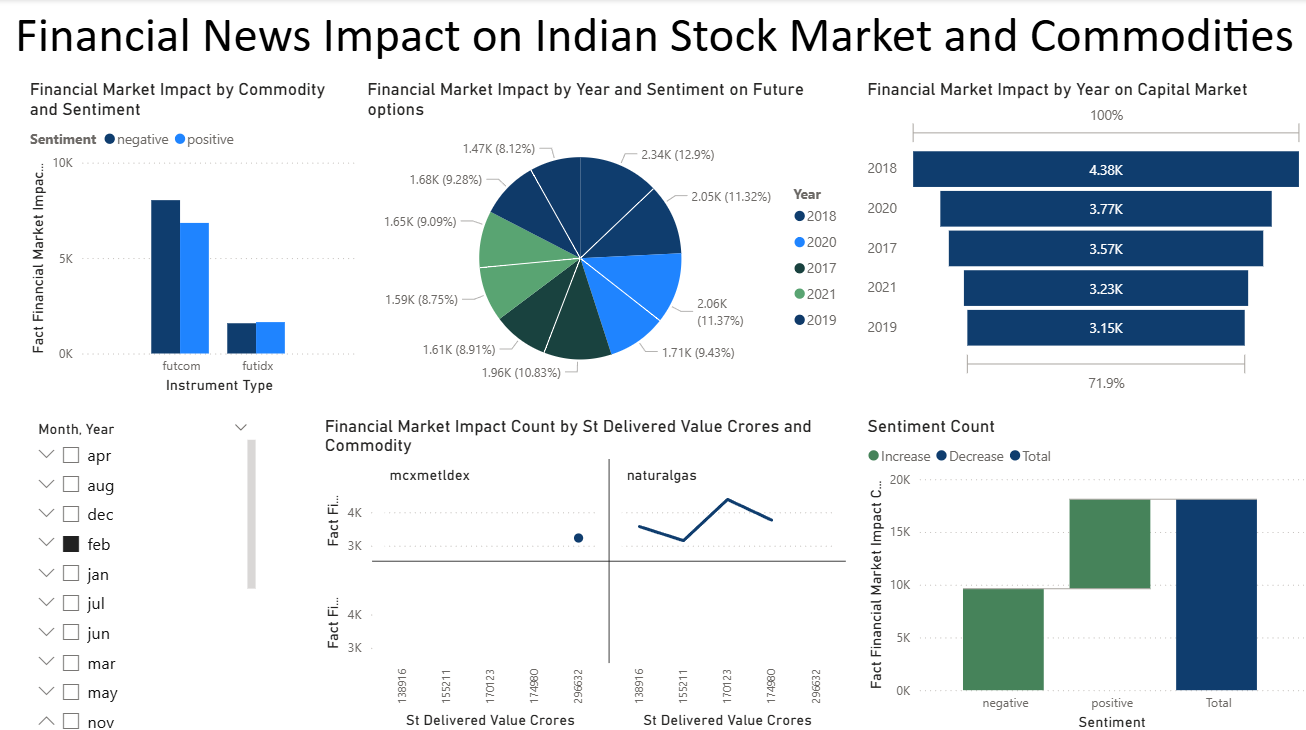 Financial News Impact on Indian Stock Market and Commodities
Financial Market Impact by Commodity
and Sentiment
Sentiment negative positive
Fact Financial Market Impac...
10K
5K
0K
futcom futidx
Instrument Type
Financial Market Impact by Year and Sentiment on Future
options
1.47K (8.12%)
2.34K (12.9%)
1.68K (9.28%)
2.05K (11.32%)
1.65K (9.09%)
1.59K (8.75%)
2.06K
(11.37%)
1.61K (8.91%)
1.71K (9.43%)
1.96K (10.83%)
Year
2018
2020
2017
2021
2019
Financial Market Impact by Year on Capital Market
100%
2018 4.38K
2020 3.77K
2017 3.57K
2021 3.23K
2019 3.15K
71.9%
Month, Year
apr
aug
dec
feb
jan
jul
jun
mar
may
nov
Financial Market Impact Count by St Delivered Value Crores and
Commodity
mcxmetldex naturalgas
Fact Fi...
4K
3K
Fact Fi...
4K
3K
138916 155211 170123 174980 296632 138916 155211 170123 174980 296632
St Delivered Value Crores St Delivered Value Crores
Sentiment Count
Increase Decrease Total
Fact Financial Market Impact C...
20K
15K
10K
5K
0K
negative positive Total
Sentiment